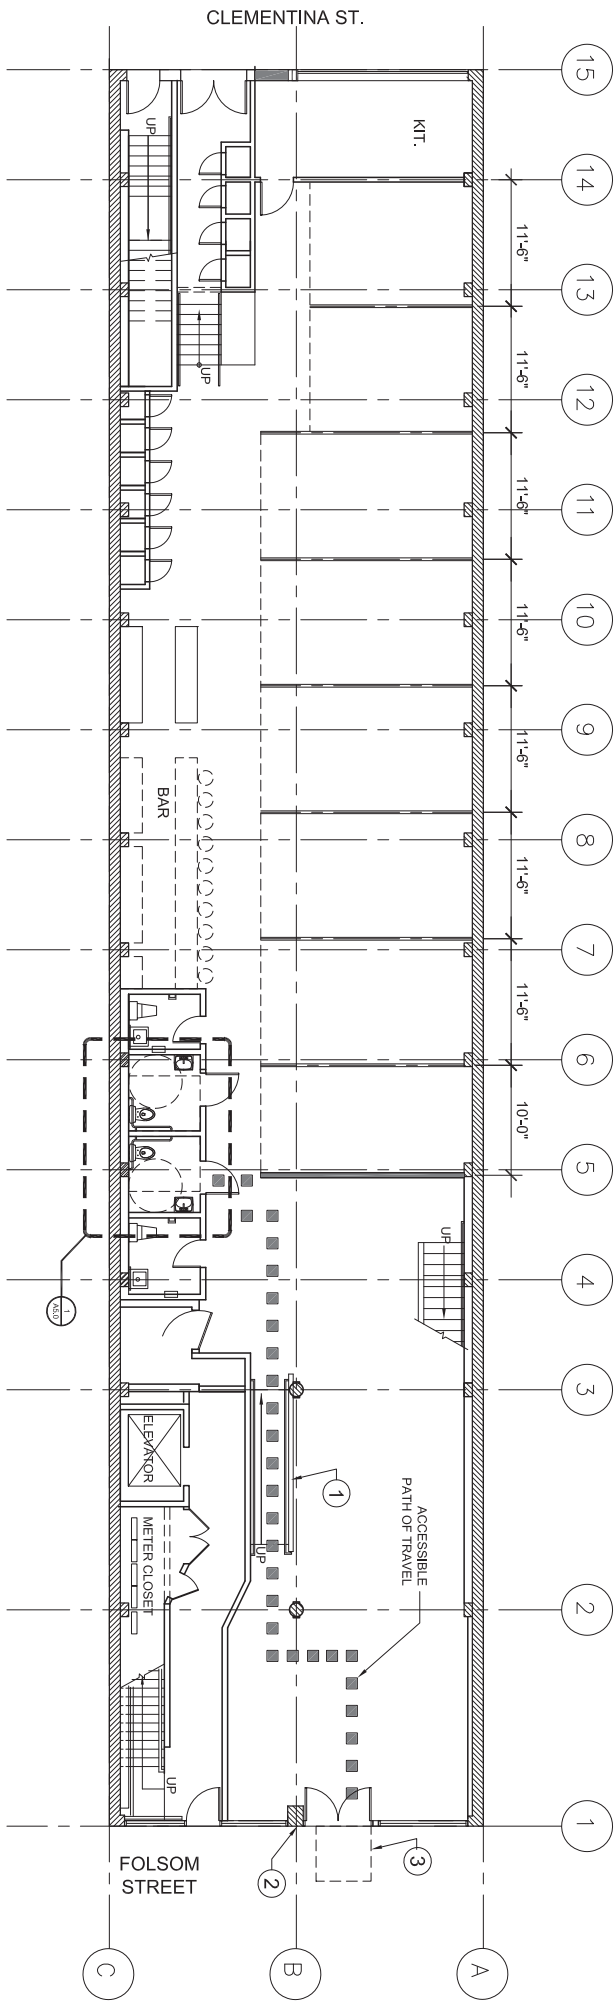 CLEMENTINA ST.
15
KIT.
UP
14
11'-6"
13
UP
11'-6"
12
11'-6"
11
11'-6"
10
11'-6"
9
BAR
8
11'-6"
7
11'-6"
6
10'-0"
5
UP
4
1
A5.0
3
ELEVATOR
1
ACCESSIBLE
PATH OF TRAVEL
UP
METER CLOSET
2
UP
1
3
2
FOLSOM
STREET
C
B
A